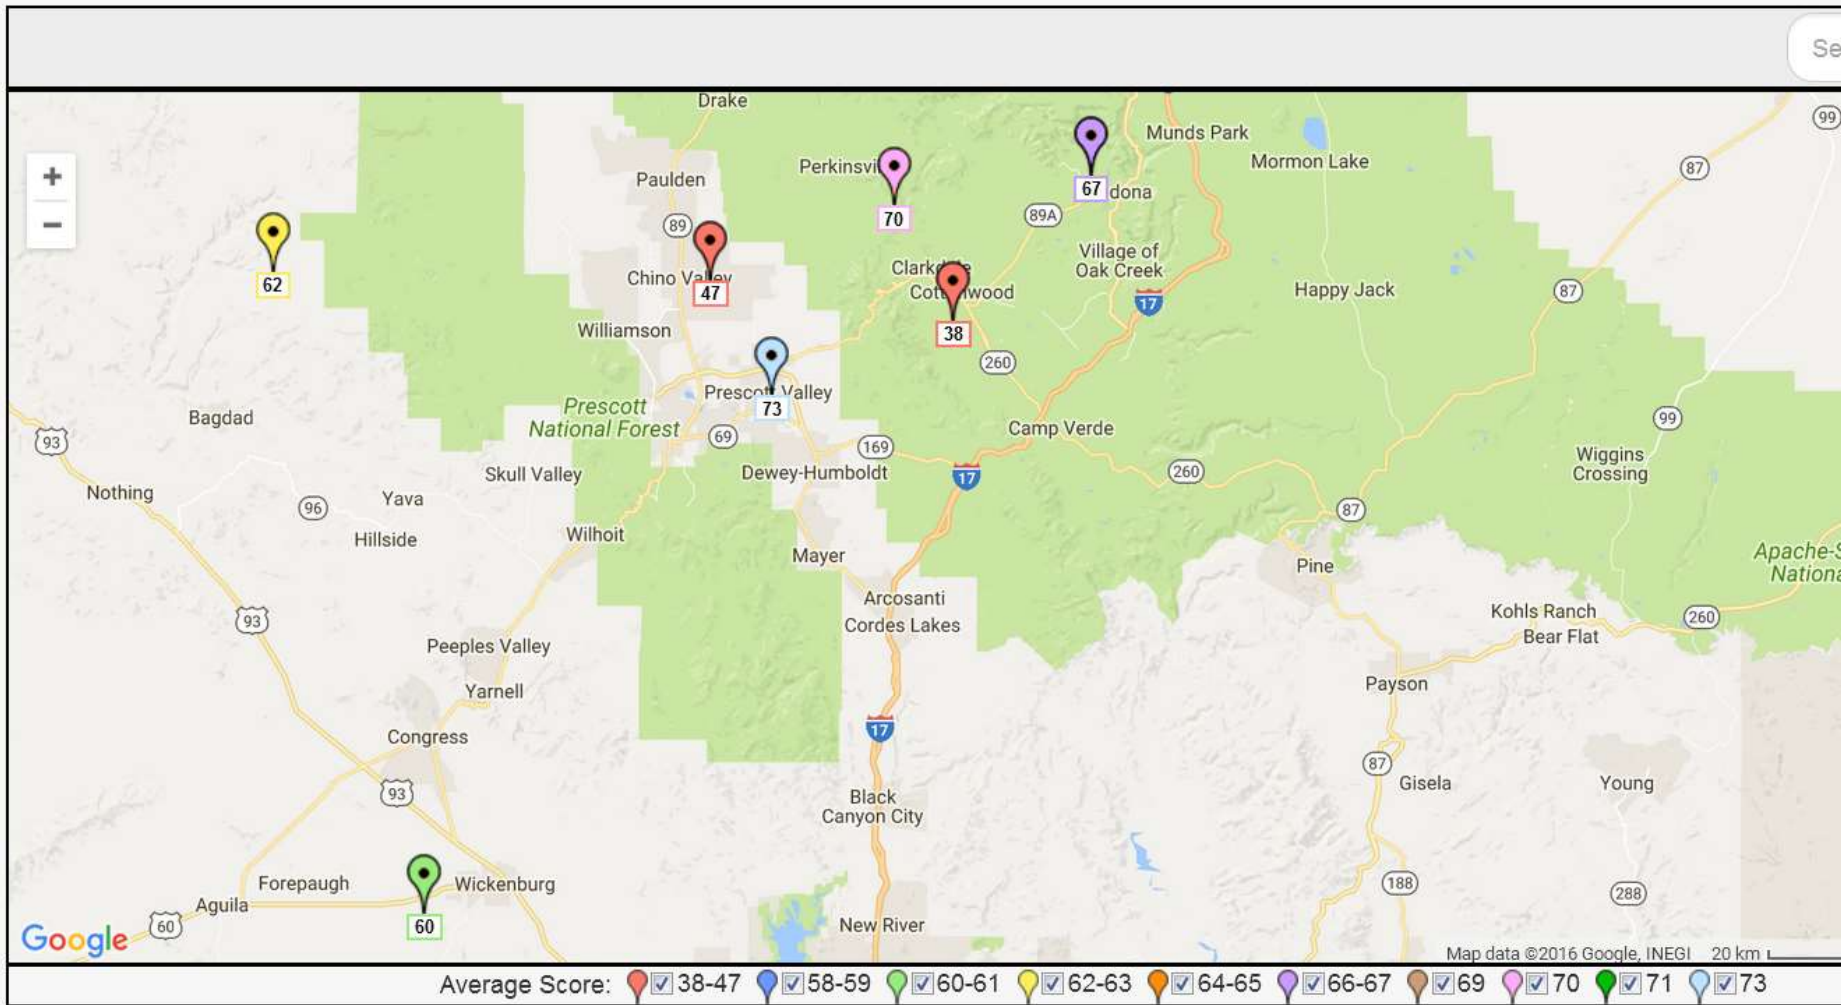 Se
Drake
Munds Park
Mormon Lake
99
87
Paulden
Perkinsvi
67
dona
89
70
89A
Village of
Oak Creek
62
Chino Valley
47
Clarkdale
Cottonwood
38
17
Happy Jack
87
Williamson
260
Prescott Valley
73
Prescott
National Forest
Bagdad
93
69
169
Camp Verde
99
Wiggins
Crossing
Skull Valley
Dewey-Humboldt
17
260
Nothing
96
Yava
Hillside
Wilhoit
87
Mayer
Pine
Apache-S
Nationa
Arcosanti
Cordes Lakes
Kohls Ranch
Bear Flat
260
93
Peeples Valley
Yarnell
Payson
Congress
17
93
87
Gisela
Young
Black
Canyon City
Forepaugh
Wickenburg
188
288
Aguila
60
60
New River
Google
Map data ©2016 Google, INEGI 20 km
Average Score: 38-47 58-59 60-61 62-63 64-65 66-67 69 70 71 73